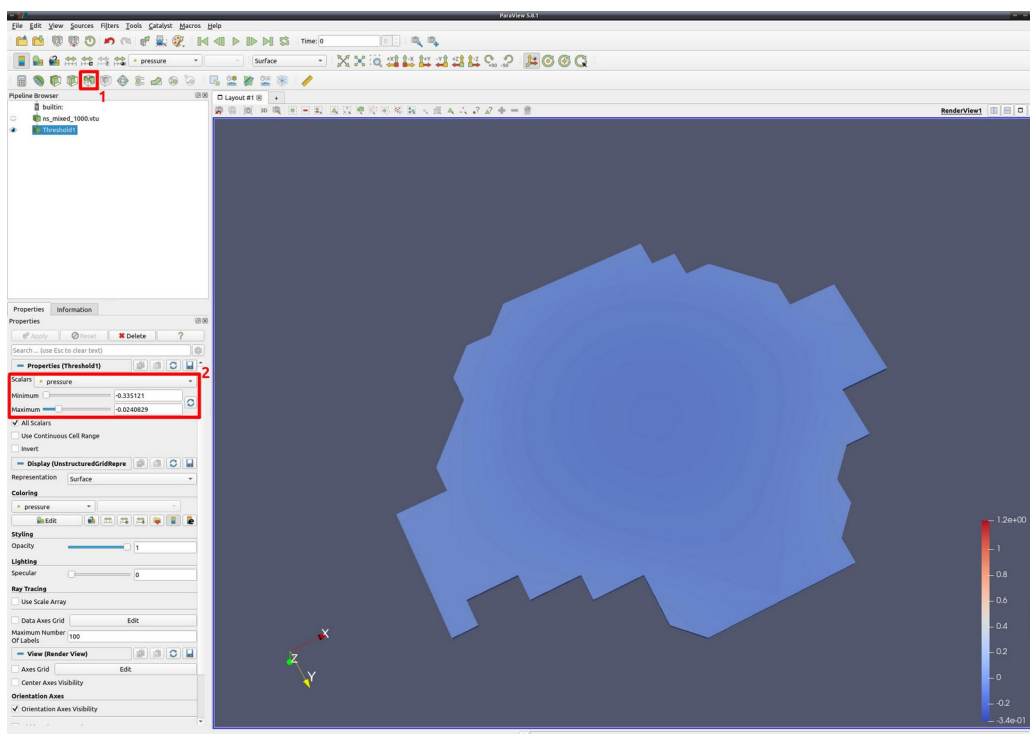 ParaView 5.8.1
File Edit View Sources Filters Tools Catalyst Macros Help
Time: 0
pressure Surface
1
Pipeline Browser
Layout #1
builtin:
ns_mixed_1000.vtu
Threshold1
3D
RenderView1
Properties Information
Properties
Apply Reset Delete ?
Search ... (use Esc to clear text)
Properties (Threshold1)
2
Scalars pressure
Minimum -0.335121
Maximum -0.0240829
All Scalars
Use Continuous Cell Range
Invert
Display (UnstructuredGridRepre
Representation Surface
Coloring
pressure
Edit
Styling
Opacity 1
Lighting
Specular 0
Ray Tracing
Use Scale Array
Data Axes Grid Edit
Maximum Number
Of Labels 100
View (Render View)
Axes Grid Edit
Center Axes Visibility
Orientation Axes
Orientation Axes Visibility
X
Z
Y
1.2e+00
1
0.8
0.6
0.4
0.2
0
-0.2
-3.4e-01